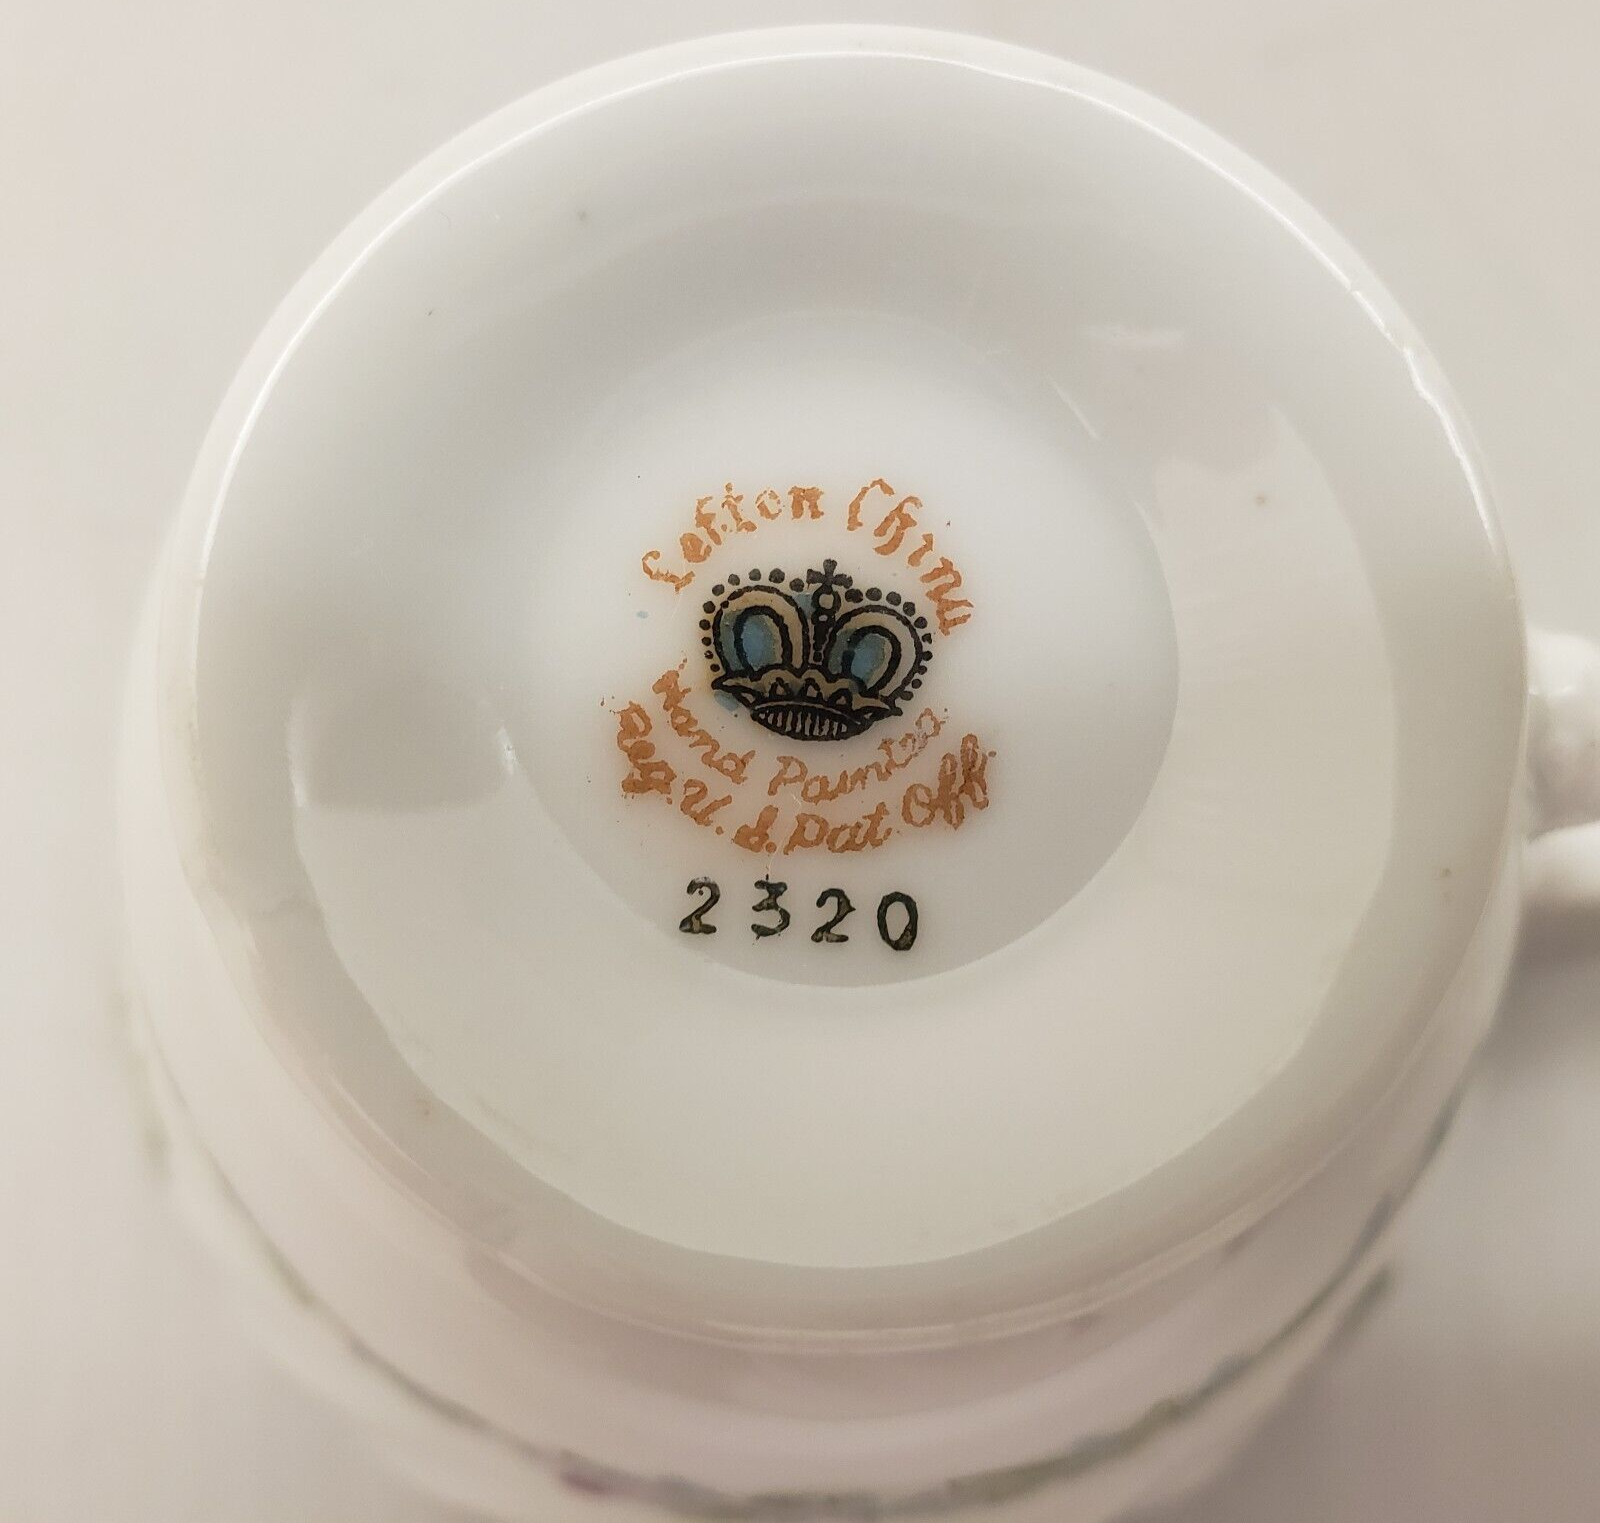 Lefton China
Hand Painted
Reg. U. S. Pat. Off.
2320